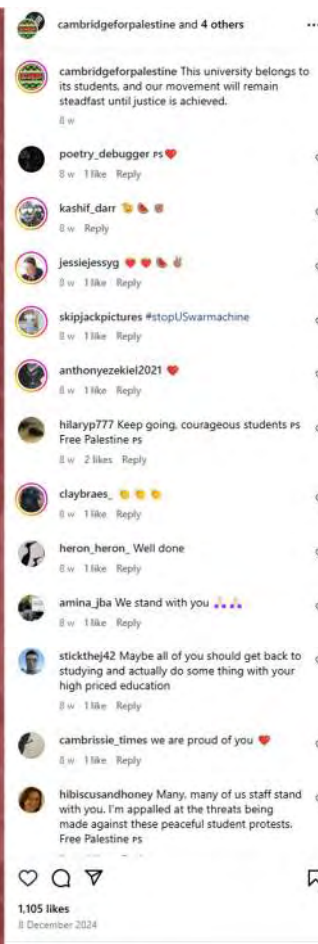 cambridgeforpalestine and 4 others
cambridgeforpalestine This university belongs to
its students, and our movement will remain
steadfast until justice is achieved.
8 w
poetry_debugger PS❤️
8 w 1 like Reply
kashif_darr
8 w Reply
jessiejessyg
8 w 1 like Reply
skipjackpictures #stopUSwarmachine
8 w 1 like Reply
anthonyezekiel2021 ❤️
8 w 1 like Reply
hilaryp777 Keep going, courageous students PS
Free Palestine PS
8 w 2 likes Reply
claybraes_ 👏👏👏
8 w 1 like Reply
heron_heron_ Well done
8 w 1 like Reply
amina_jba We stand with you
8 w 1 like Reply
stickthej42 Maybe all of you should get back to
studying and actually do some thing with your
high priced education
8 w 1 like Reply
cambrissie_times we are proud of you ❤️
8 w 1 like Reply
hibiscusandhoney Many, many of us staff stand
with you. I'm appalled at the threats being
made against these peaceful student protests.
Free Palestine PS
1,105 likes
8 December 2024